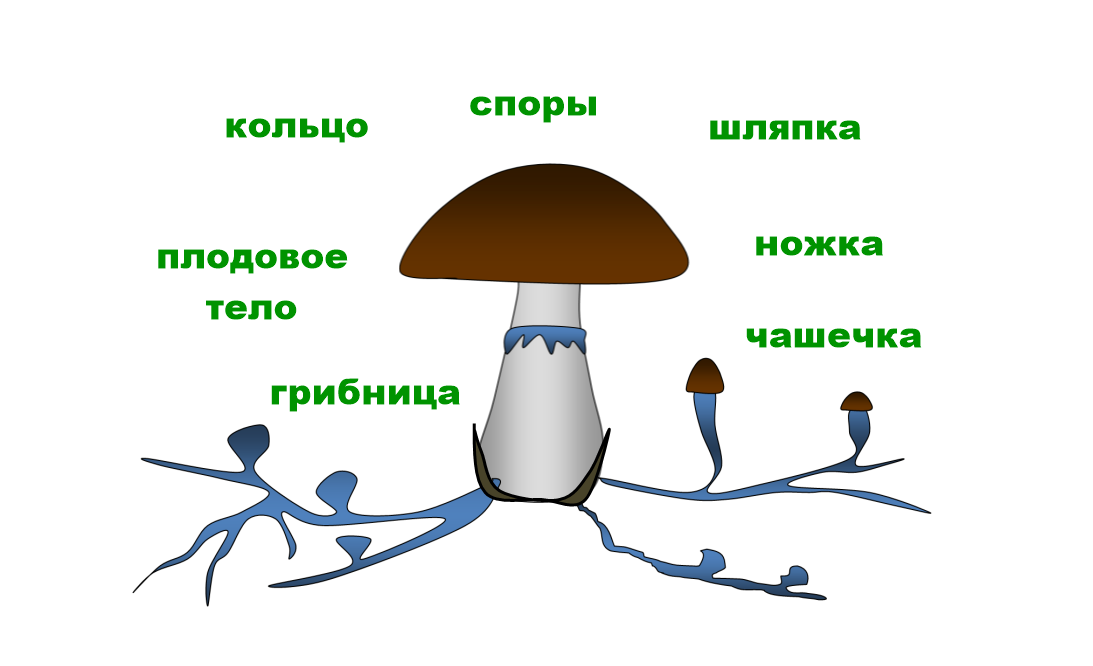 споры
кольцо
шляпка
ножка
плодовое
тело
чашечка
грибница